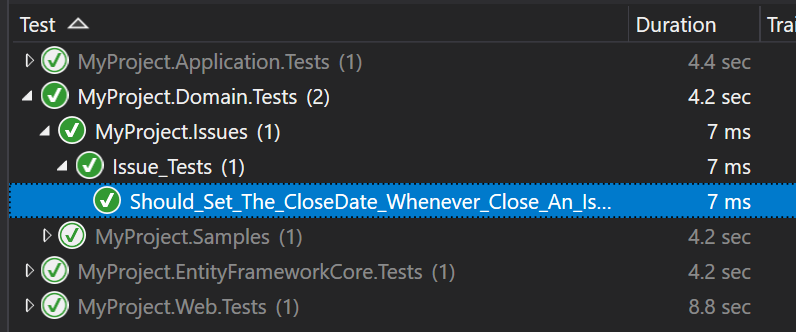 Test Duration Trai
MyProject.Application.Tests (1) 4.4 sec
MyProject.Domain.Tests (2) 4.2 sec
MyProject.Issues (1) 7 ms
Issue_Tests (1) 7 ms
Should_Set_The_CloseDate_Whenever_Close_An_Is... 7 ms
MyProject.Samples (1) 4.2 sec
MyProject.EntityFrameworkCore.Tests (1) 4.2 sec
MyProject.Web.Tests (1) 8.8 sec